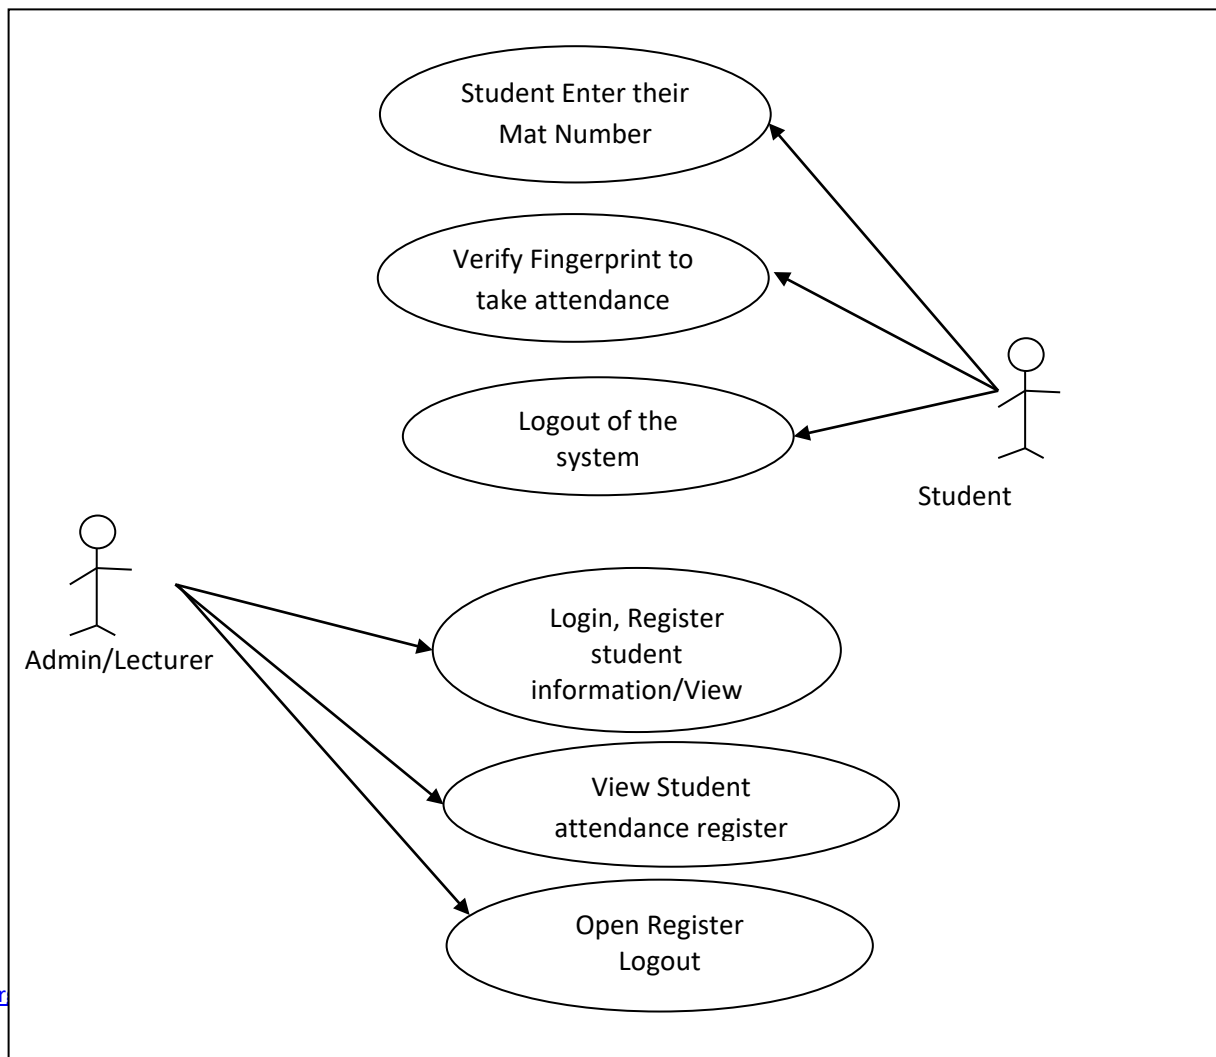 Student Enter their
Mat Number
Verify Fingerprint to
take attendance
Logout of the
system
Student
Admin/Lecturer
Login, Register
student
information/View
View Student
attendance register
Open Register
Logout